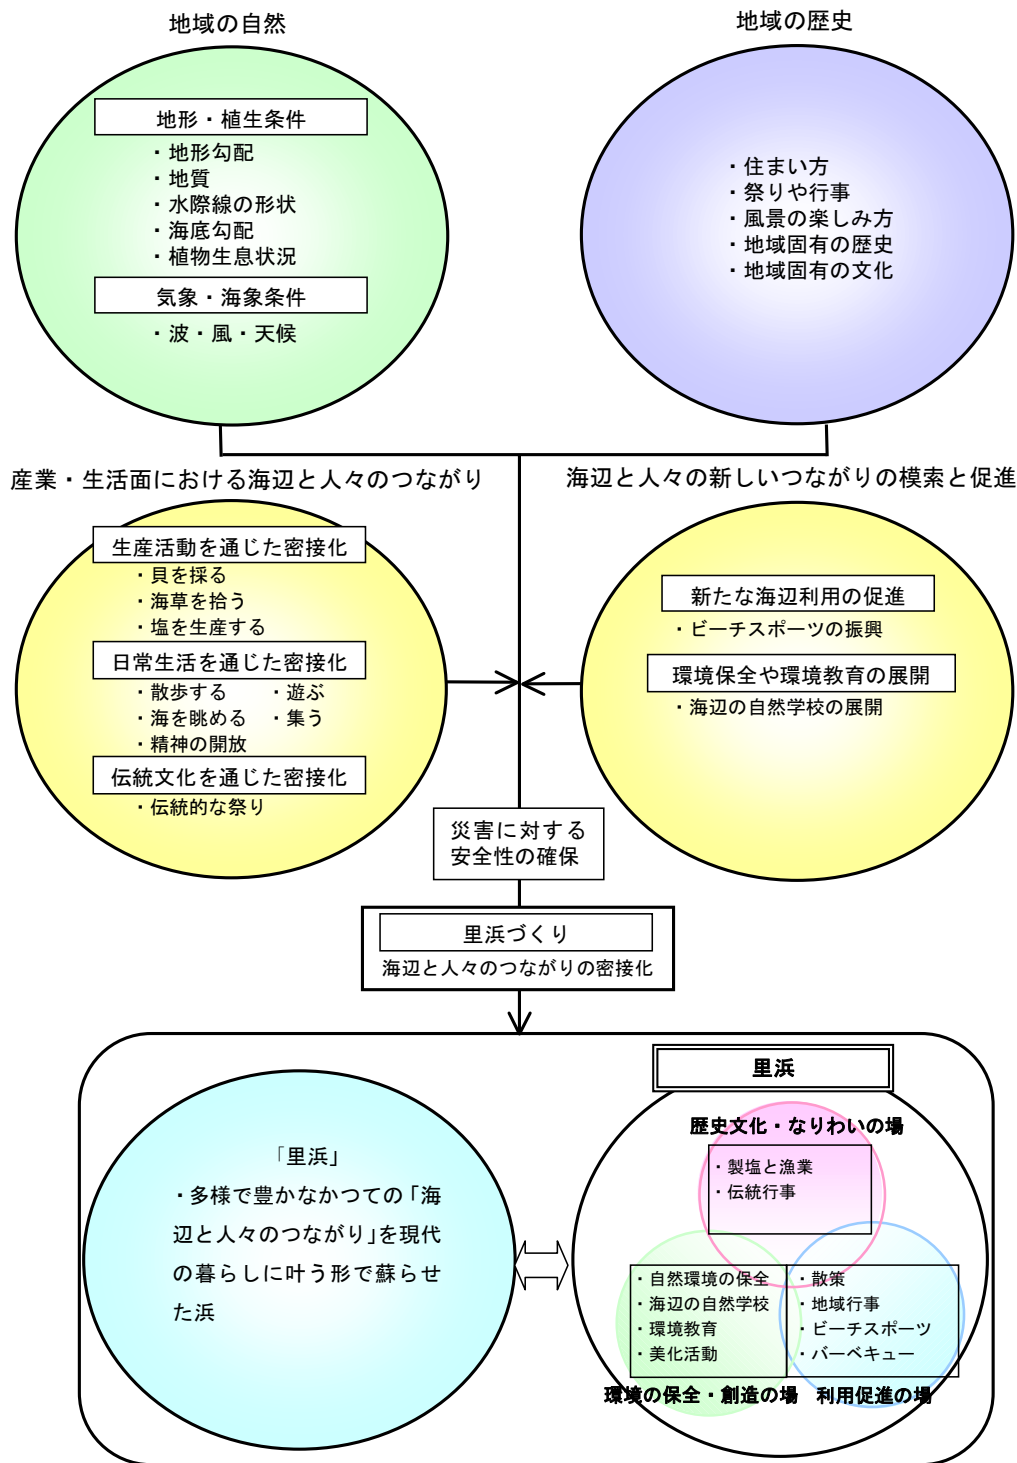 地域の自然
地形・植生条件
・地形勾配
・地質
・水際線の形状
・海底勾配
・植物生息状況
気象・海象条件
・波・風・天候
地域の歴史
・住まい方
・祭りや行事
・風景の楽しみ方
・地域固有の歴史
・地域固有の文化
産業・生活面における海辺と人々のつながり
生産活動を通じた密接化
・貝を採る
・海草を拾う
・塩を生産する
日常生活を通じた密接化
・散歩する ・遊ぶ
・海を眺める ・集う
・精神の開放
伝統文化を通じた密接化
・伝統的な祭り
海辺と人々の新しいつながりの模索と促進
新たな海辺利用の促進
・ビーチスポーツの振興
環境保全や環境教育の展開
・海辺の自然学校の展開
災害に対する
安全性の確保
里浜づくり
海辺と人々のつながりの密接化
「里浜」
・多様で豊かなかつての「海
辺と人々のつながり」を現代
の暮らしに叶う形で蘇らせ
た浜
里浜
歴史文化・なりわいの場
・製塩と漁業
・伝統行事
・自然環境の保全
・海辺の自然学校
・環境教育
・美化活動
環境の保全・創造の場
・散策
・地域行事
・ビーチスポーツ
・バーベキュー
利用促進の場